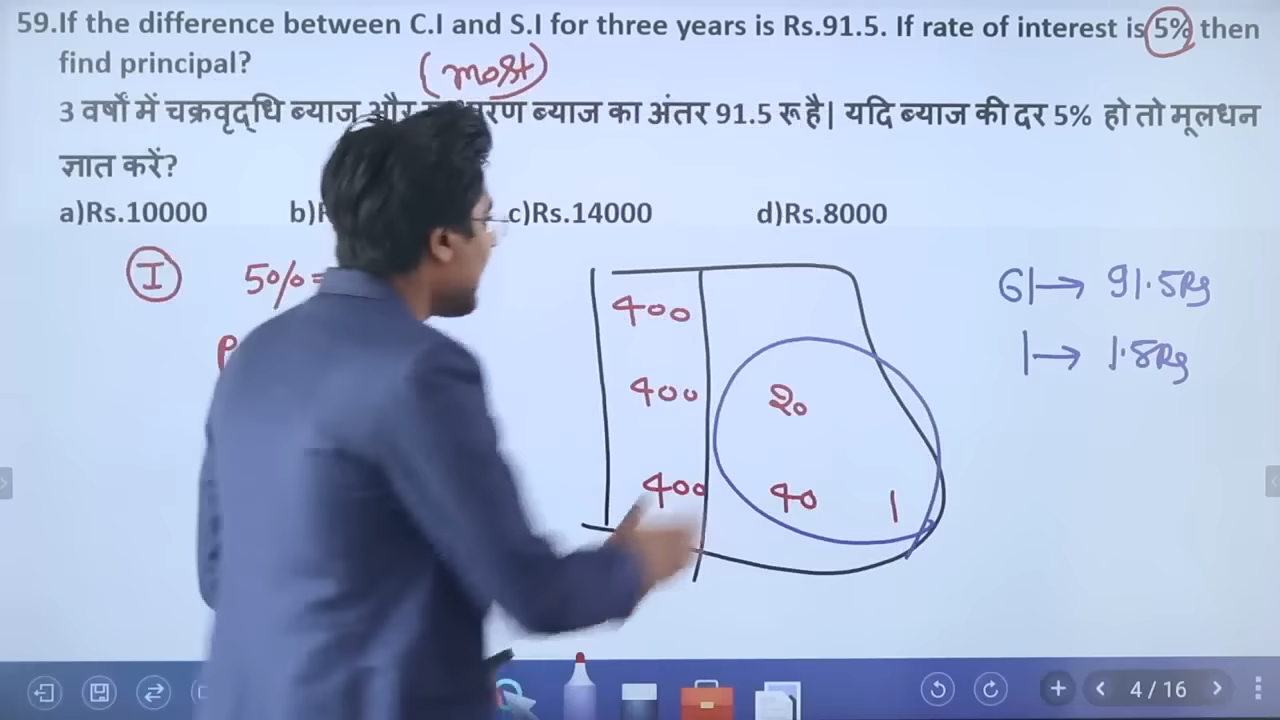 59.If the difference between C.I and S.I for three years is Rs.91.5. If rate of interest is 5% then
find principal?
(most)
3 वर्षों में चक्रवृद्धि ब्याज और ब्याज का अंतर 91.5 रू है| यदि ब्याज की दर 5% हो तो मूलधन
ज्ञात करें?
a)Rs.10000 b) c)Rs.14000 d)Rs.8000
I 5%=
P
400
400 20
400 40 1
61→ 91.5Rs
1→ 1.5Rs
4 / 16